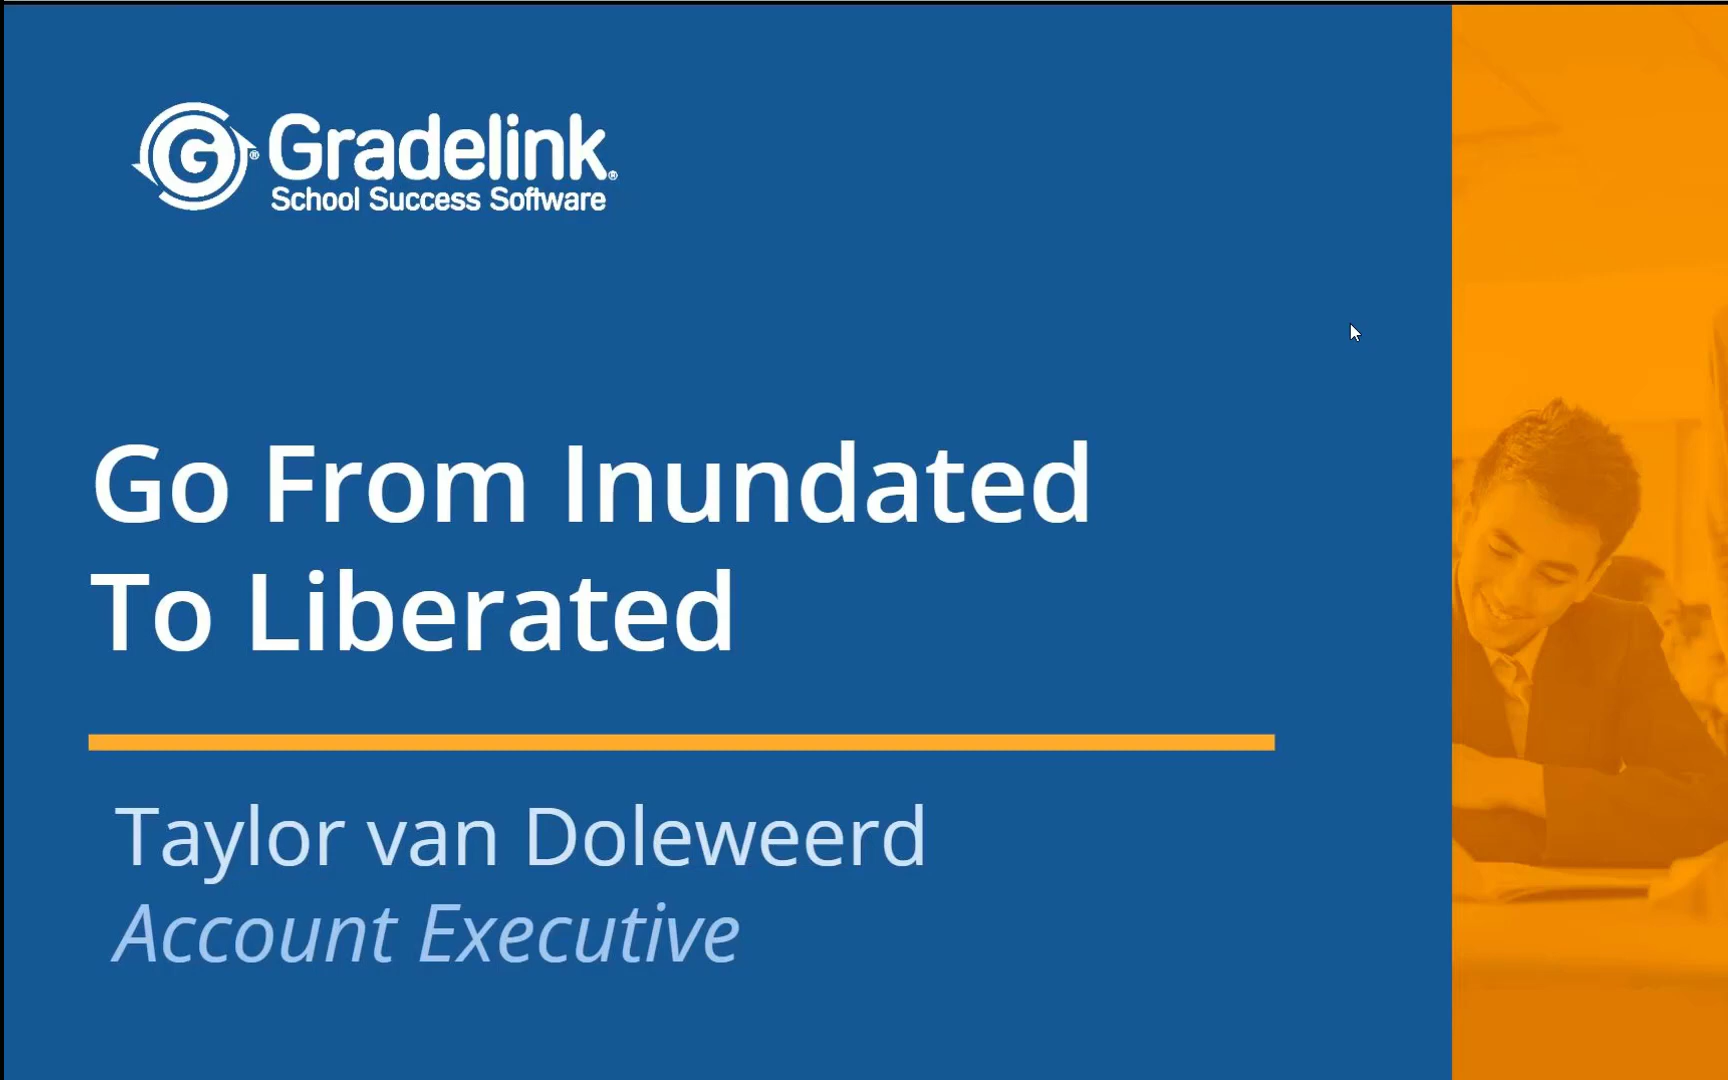 G® Gradelink®
School Success Software
Go From Inundated
To Liberated
Taylor van Doleweerd
Account Executive